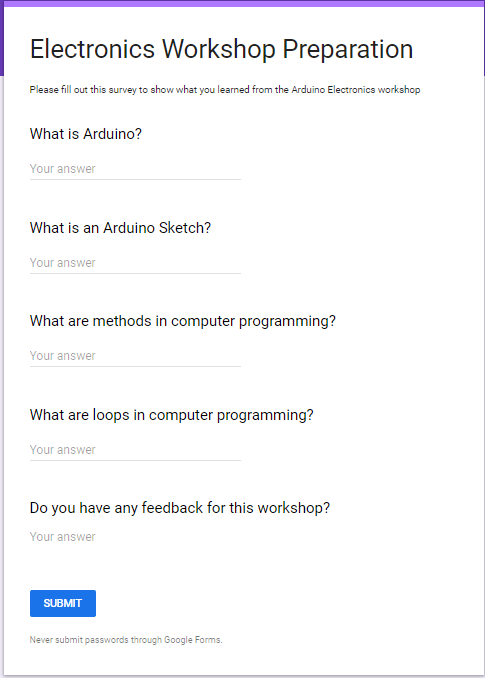 Electronics Workshop Preparation
Please fill out this survey to show what you learned from the Arduino Electronics workshop
What is Arduino?
Your answer
What is an Arduino Sketch?
Your answer
What are methods in computer programming?
Your answer
What are loops in computer programming?
Your answer
Do you have any feedback for this workshop?
Your answer
SUBMIT
Never submit passwords through Google Forms.